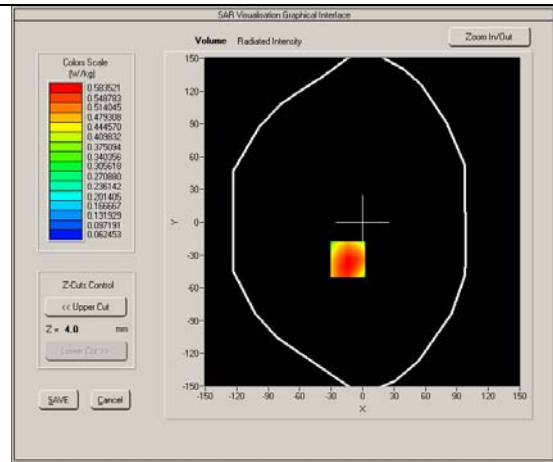 SAR Visualisation Graphical Interface
Volume Radiated Intensity
Zoom In/Out
Colors Scale
(W/kg)
0.583521
0.548783
0.514045
0.479308
0.444570
0.409832
0.375094
0.340356
0.305618
0.270880
0.236142
0.201405
0.166667
0.131929
0.097191
0.062453
150
120
90
60
30
0
-30
-60
-90
-120
-150
Y
-150 -120 -90 -60 -30 0 30 60 90 120 150
X
Z-Cuts Control
<< Upper Cut
Z = 4.0 mm
Lower Cut >>
SAVE Cancel